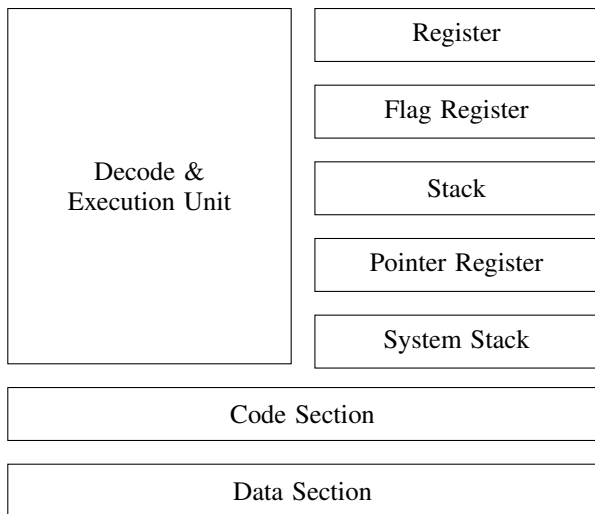 Decode &
Execution Unit
Register
Flag Register
Stack
Pointer Register
System Stack
Code Section
Data Section